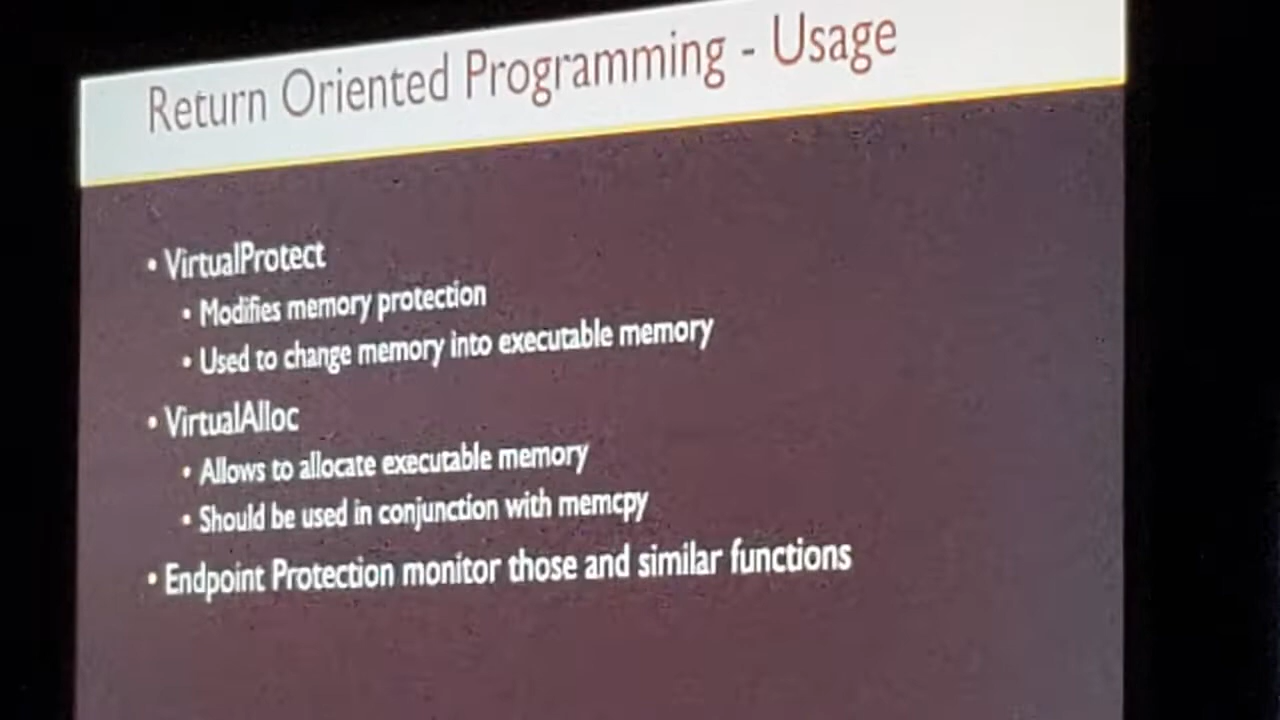 Return Oriented Programming - Usage
• VirtualProtect
• Modifies memory protection
• Used to change memory into executable memory
• VirtualAlloc
• Allows to allocate executable memory
• Should be used in conjunction with memcpy
• Endpoint Protection monitor those and similar functions